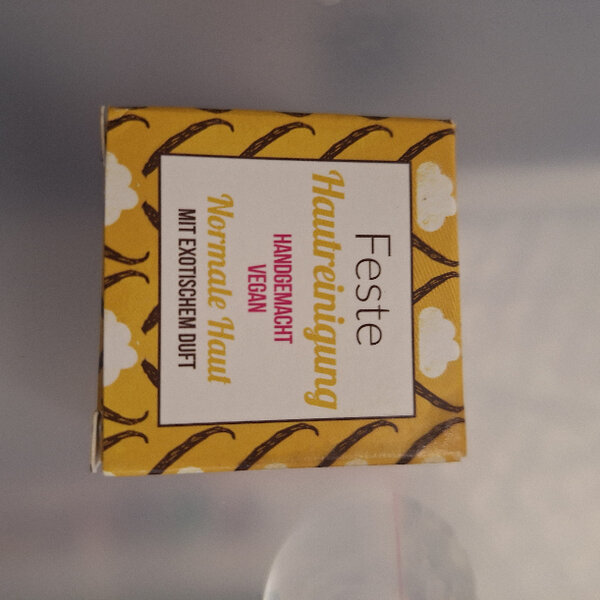 Feste
Hautreinigung
HANDGEMACHT
VEGAN
Normale Haut
MIT EXOTISCHEM DUFT